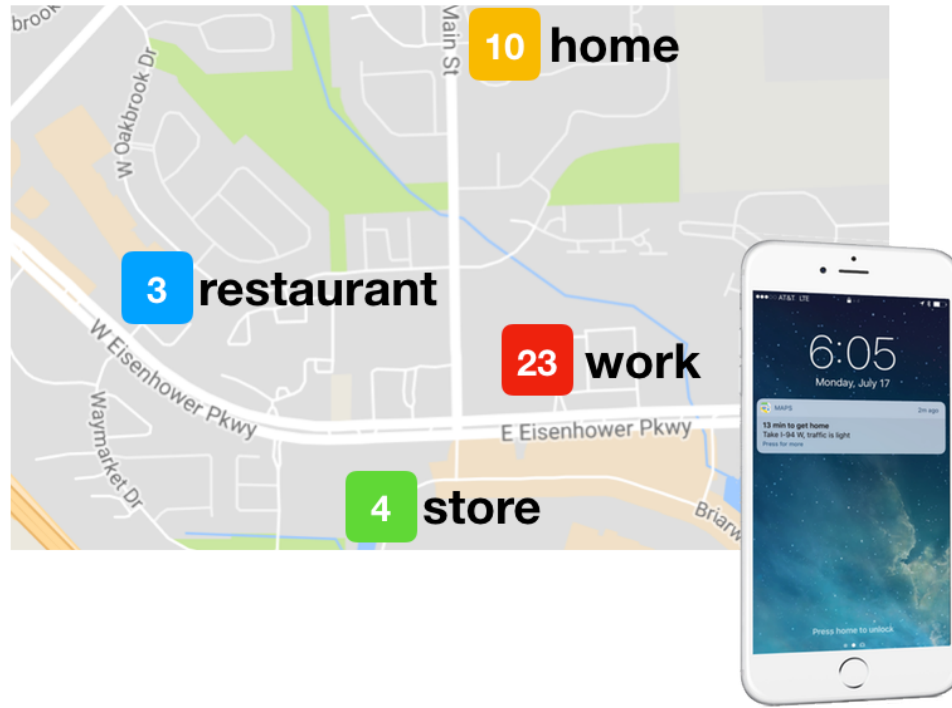 brook
Main St
10 home
W Oakbrook Dr
3 restaurant
23 work
W Eisenhower Pkwy
E Eisenhower Pkwy
Waymarket Dr
4 store
Briarw
AT&T LTE
6:05
Monday, July 17
MAPS 2m ago
13 min to get home
Take I-94 W, traffic is light
Press for more
Press home to unlock